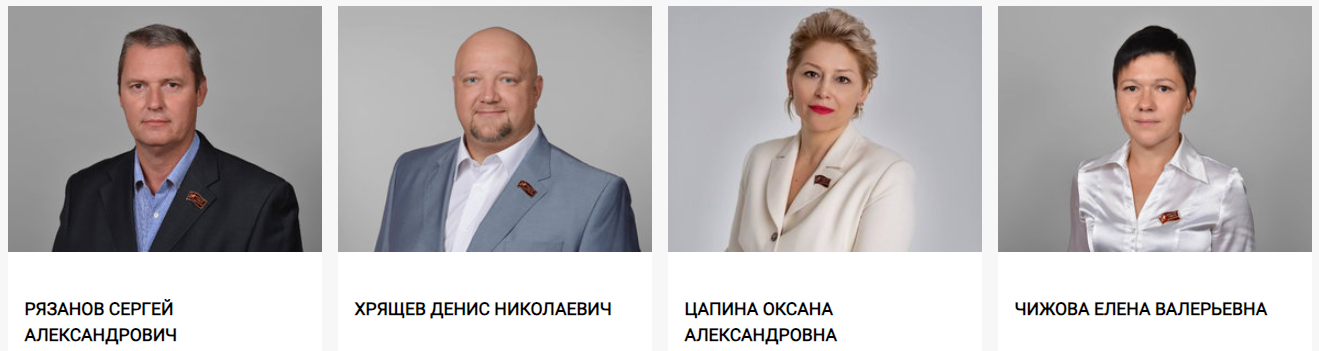 РЯЗАНОВ СЕРГЕЙ
АЛЕКСАНДРОВИЧ
ХРЯЩЕВ ДЕНИС НИКОЛАЕВИЧ
ЦАПИНА ОКСАНА
АЛЕКСАНДРОВНА
ЧИЖОВА ЕЛЕНА ВАЛЕРЬЕВНА